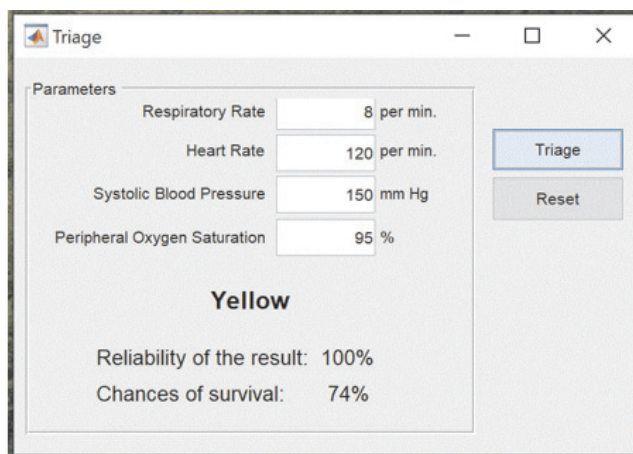 Triage
Parameters
Respiratory Rate 8 per min.
Heart Rate 120 per min.
Systolic Blood Pressure 150 mm Hg
Peripheral Oxygen Saturation 95 %
Triage
Reset
Yellow
Reliability of the result: 100%
Chances of survival: 74%